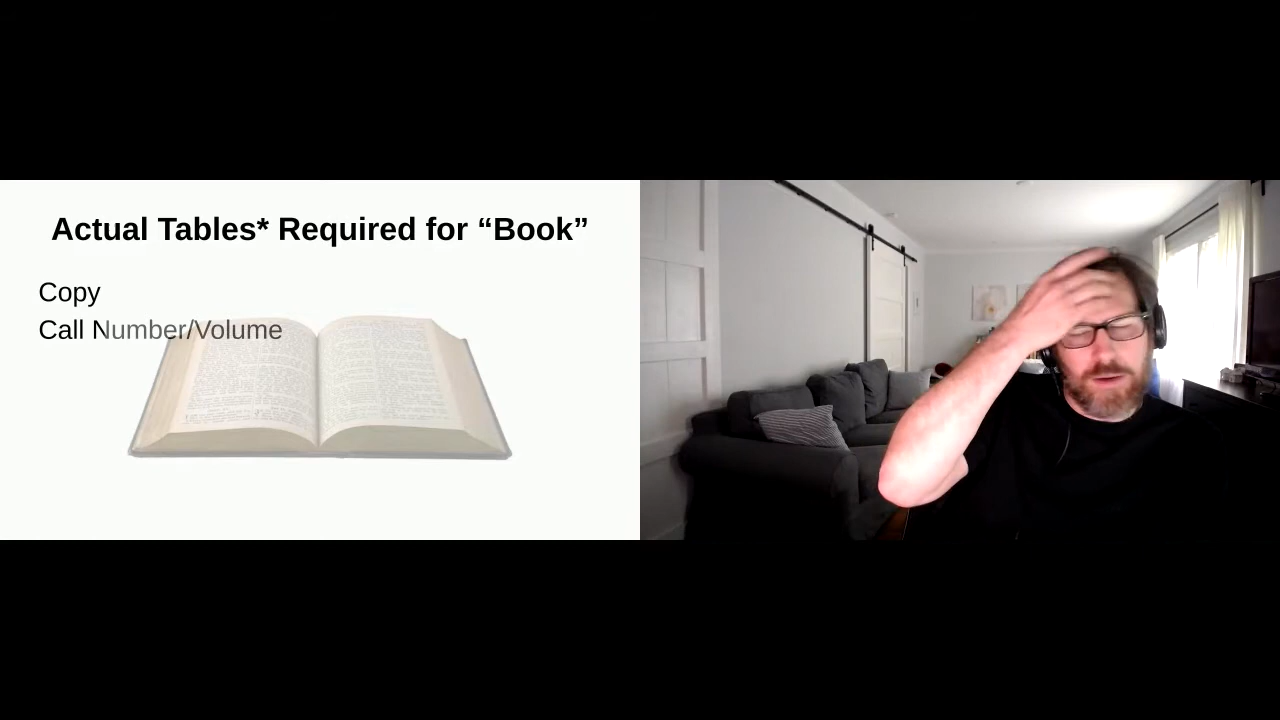 Actual Tables* Required for “Book”
Copy
Call Number/Volume